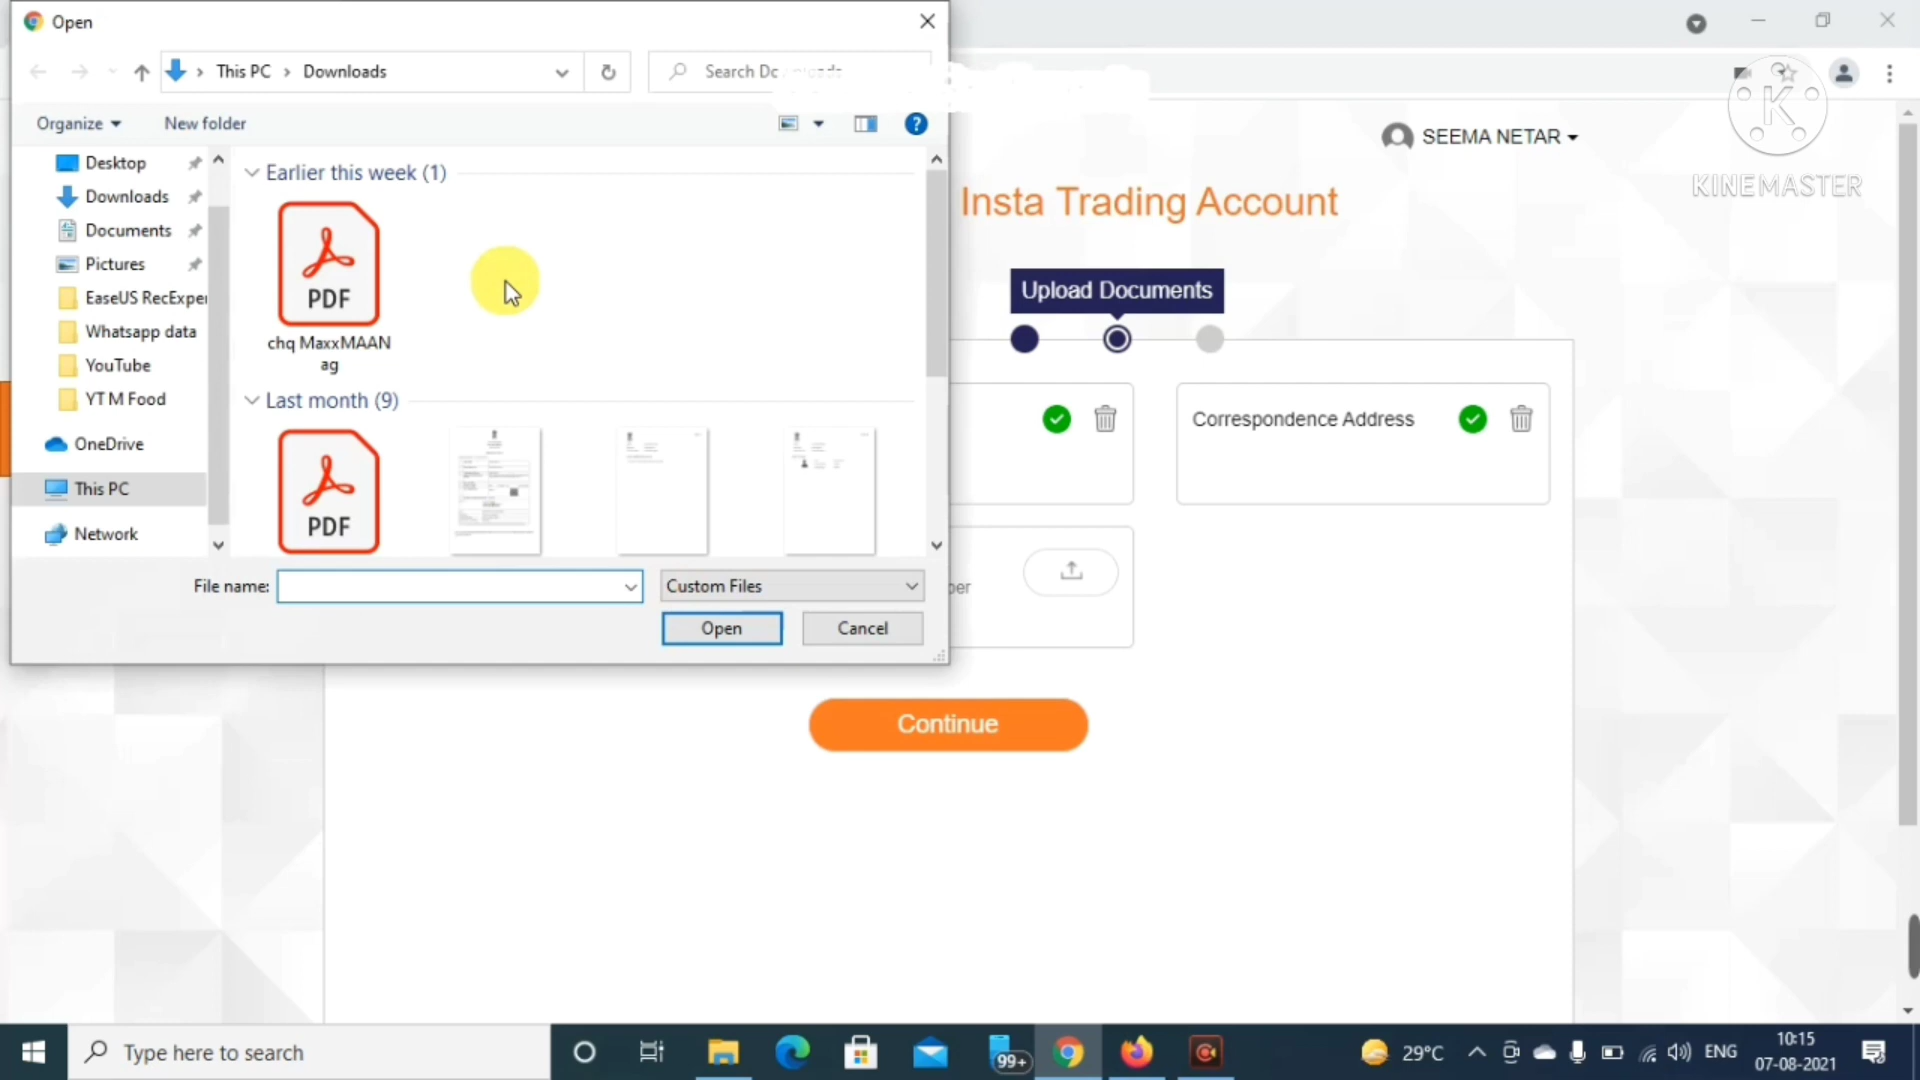 Open
This PC
Downloads
Search
Organize
New folder
Desktop
Downloads
Documents
Pictures
EaseUS RecExper
Whatsapp data
YouTube
YT M Food
OneDrive
This PC
Network
Earlier this week (1)
PDF
chq MaxxMAAN
ag
Last month (9)
PDF
File name:
Custom Files
Open
Cancel
SEEMA NETAR
K
KINEMASTER
Insta Trading Account
Upload Documents
Correspondence Address
Continue
Type here to search
99+
29°C
ENG
10:15
07-08-2021